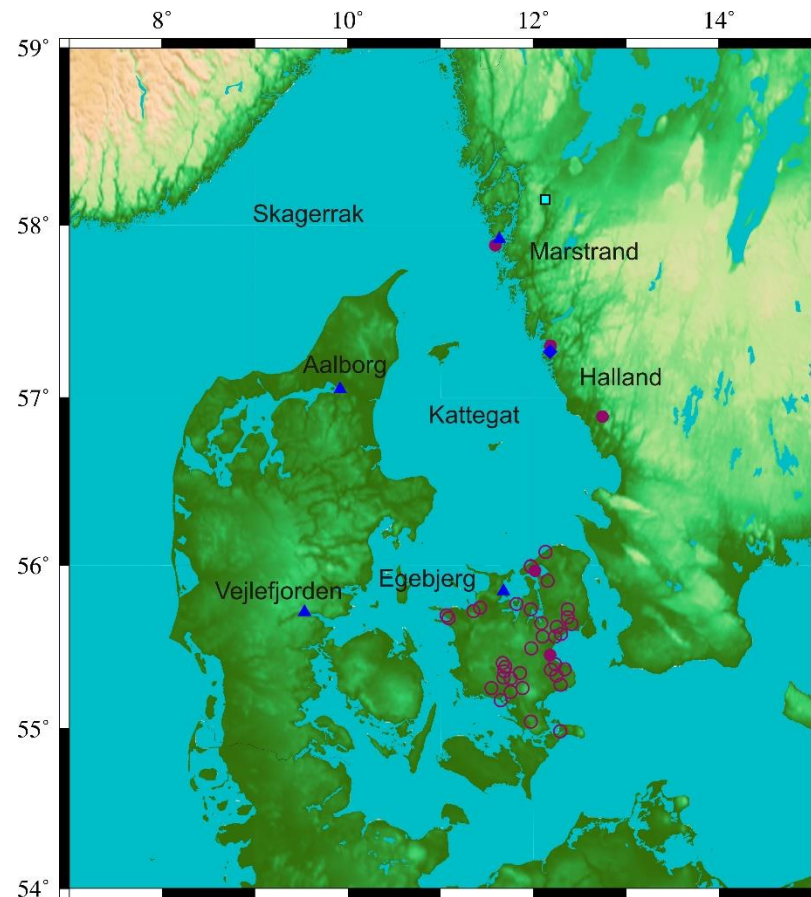 8° 10° 12° 14°
59°
Skagerrak
58°
Marstrand
Aalborg
Halland
57°
Kattegat
56°
Egebjerg
Vejlefjorden
55°
54°